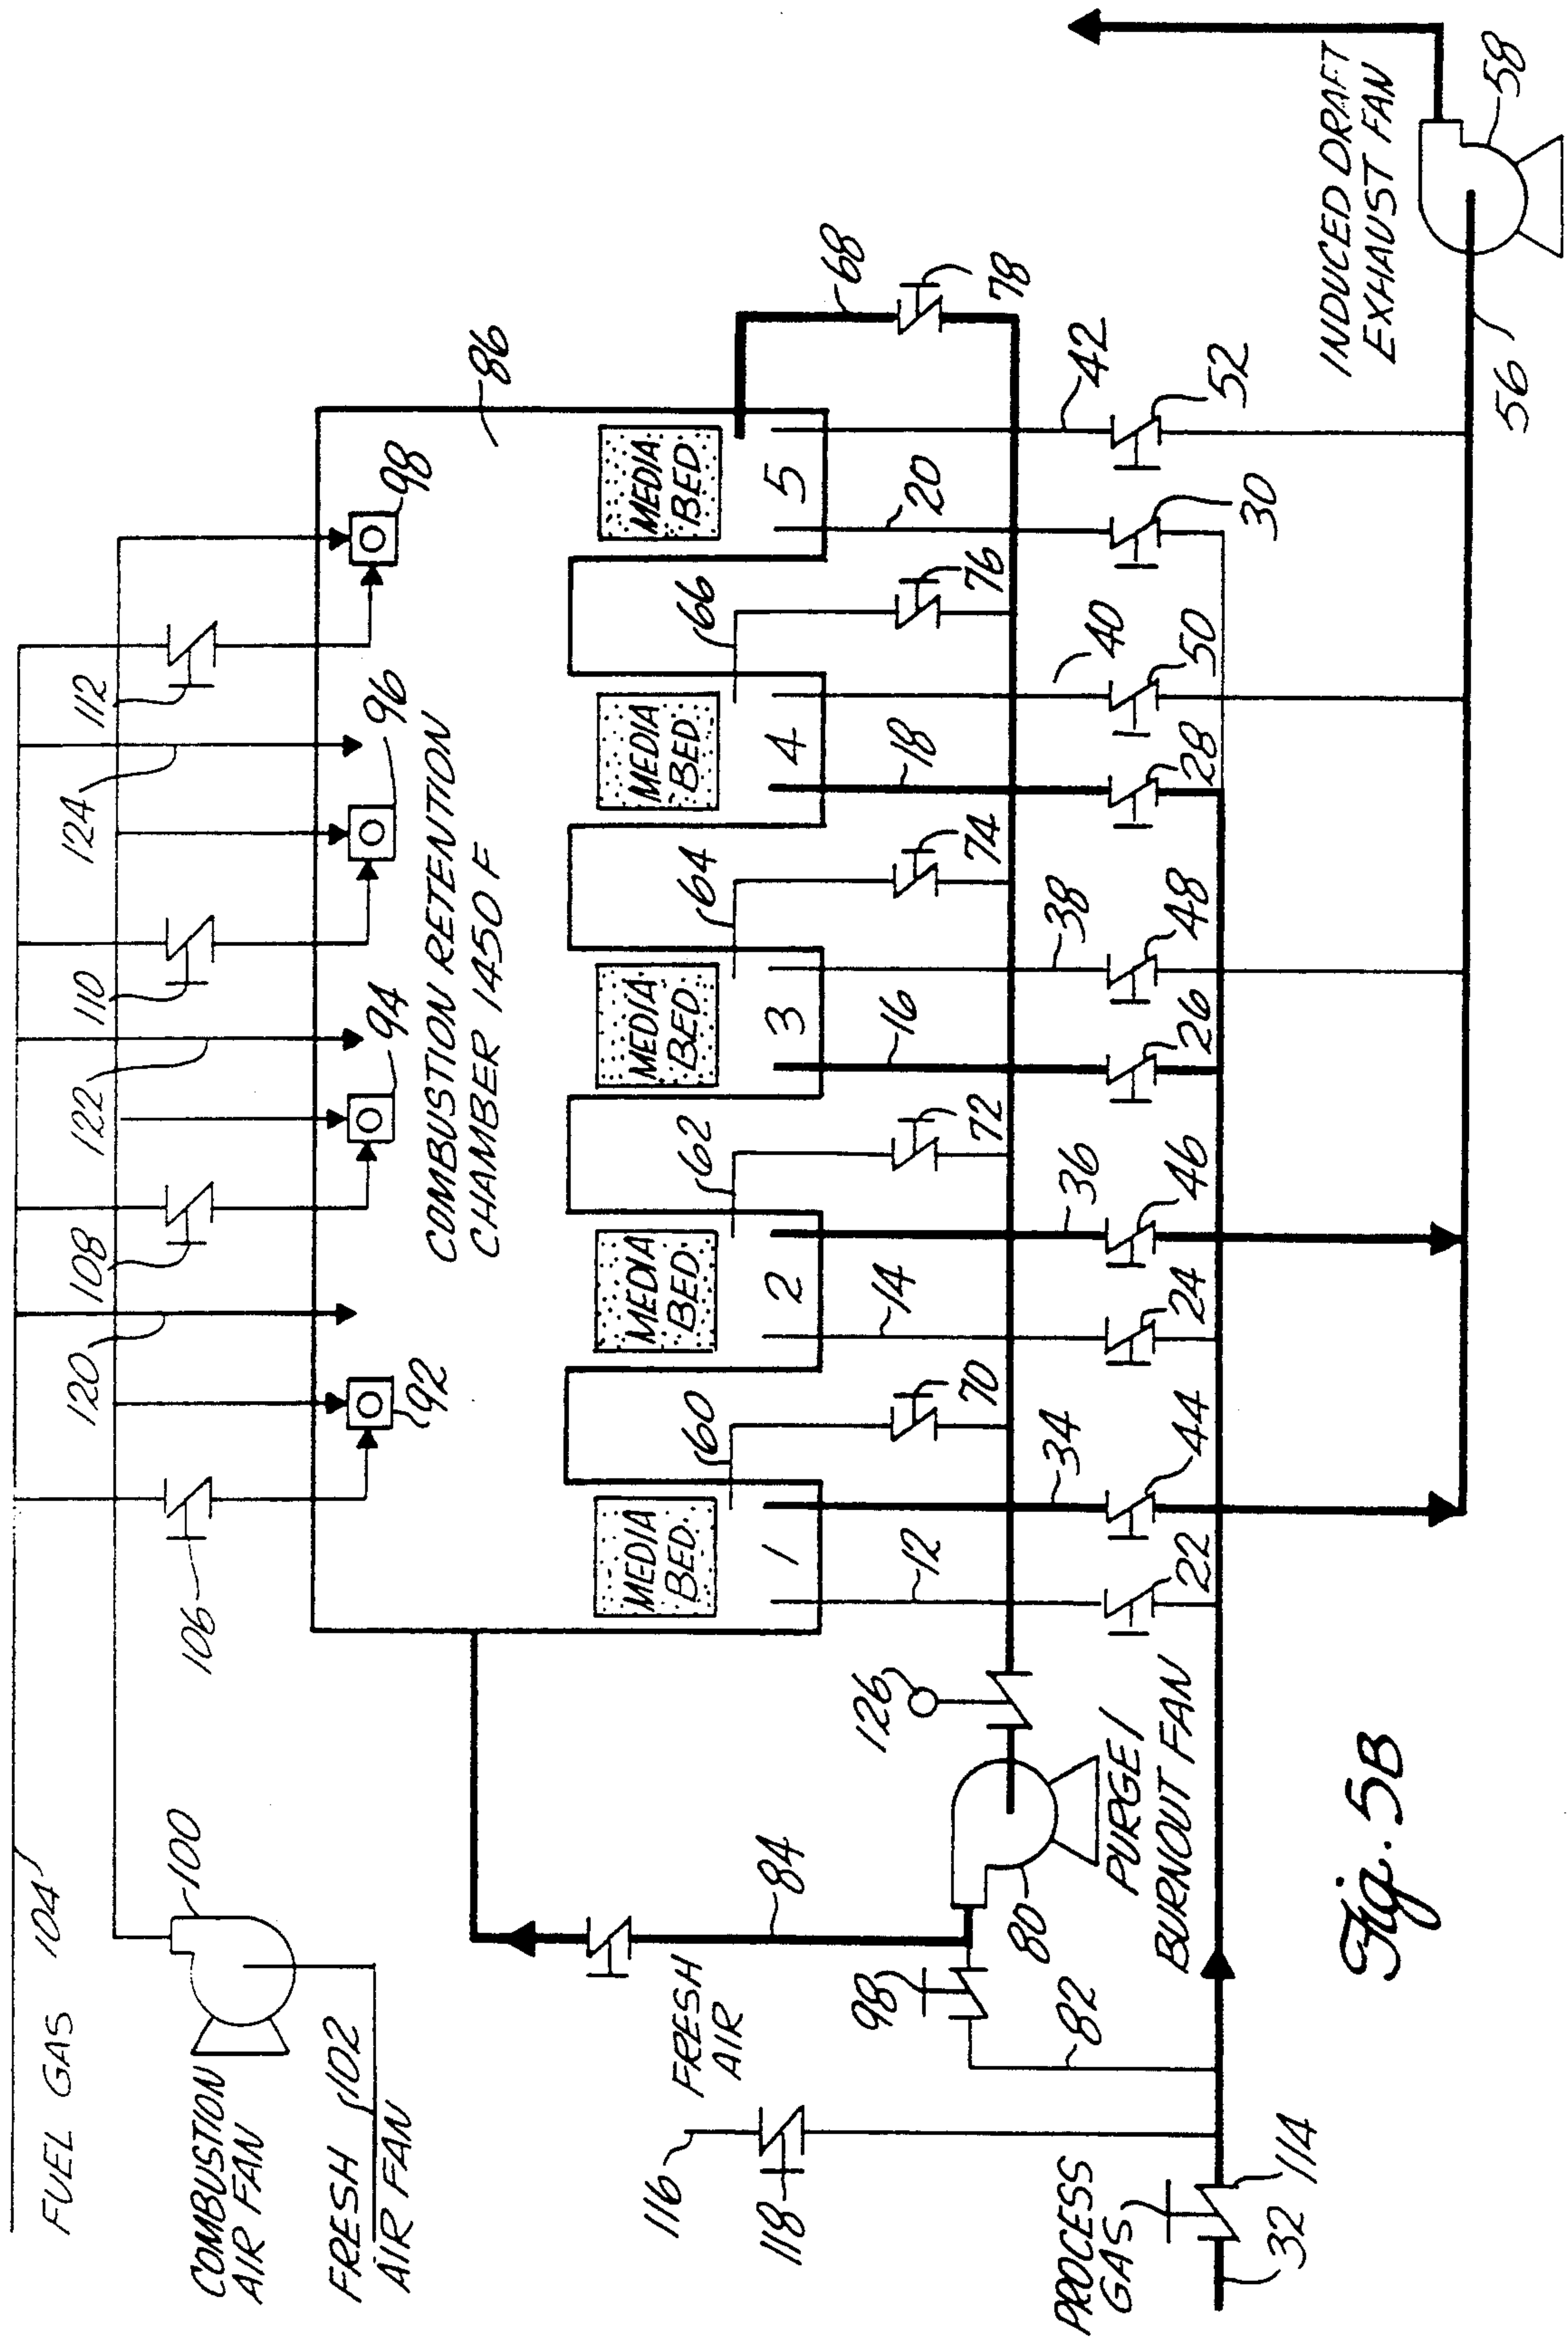 FUEL GAS 104
COMBUSTION
AIR FAN
100
FRESH 102
AIR FAN
106
120
108
122
110
124
112
92
94
96
98
COMBUSTION RETENTION
CHAMBER 1450 F
86
116
118
FRESH
AIR
84
MEDIA
BED
MEDIA
BED
MEDIA
BED
MEDIA
BED
MEDIA
BED
60
62
64
66
68
1
2
3
4
5
98
126
70
72
74
76
78
82
80
PURGE/
BURNOUT FAN
12
34
14
36
16
38
18
40
20
42
PROCESS
GAS
32
114
22
44
24
46
26
48
28
50
30
52
INDUCED DRAFT
EXHAUST FAN
56
58
Fig. 5B